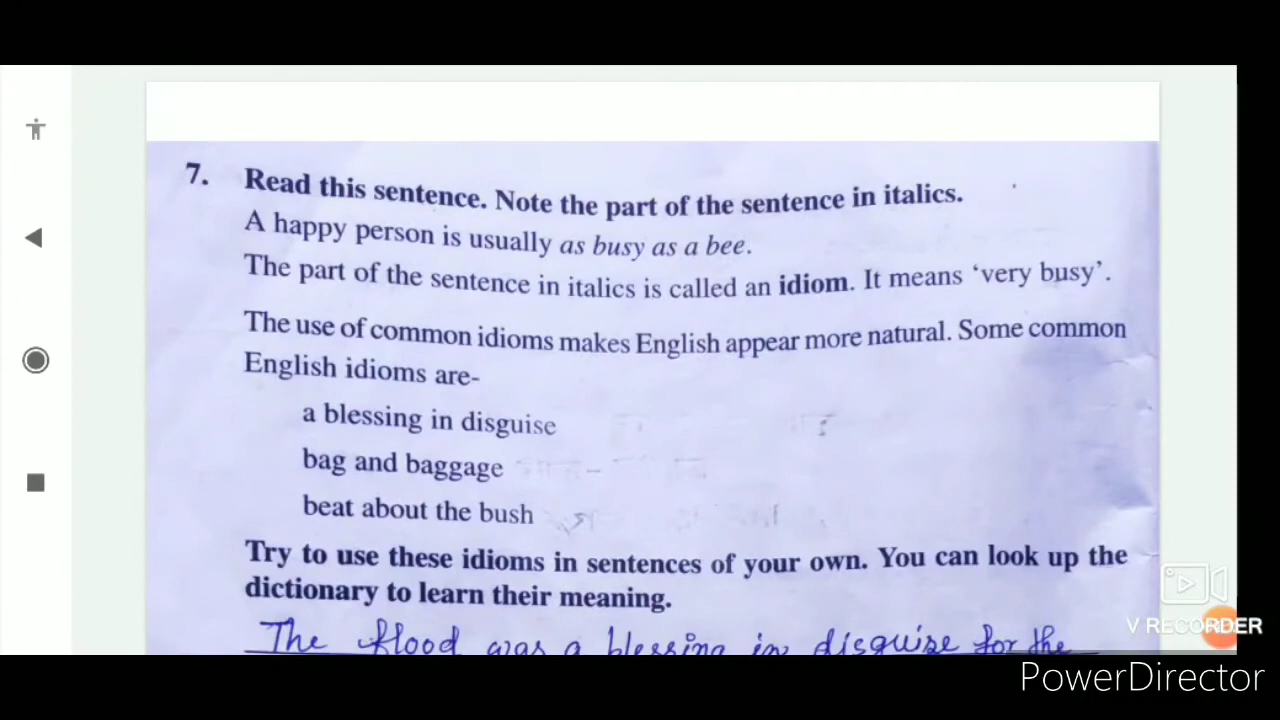 7. Read this sentence. Note the part of the sentence in italics.
A happy person is usually as busy as a bee.
The part of the sentence in italics is called an idiom. It means ‘very busy’.
The use of common idioms makes English appear more natural. Some common
English idioms are-
a blessing in disguise
bag and baggage
beat about the bush
Try to use these idioms in sentences of your own. You can look up the
dictionary to learn their meaning.
The flood was a blessing in disguise for the
V RECORDER
PowerDirector